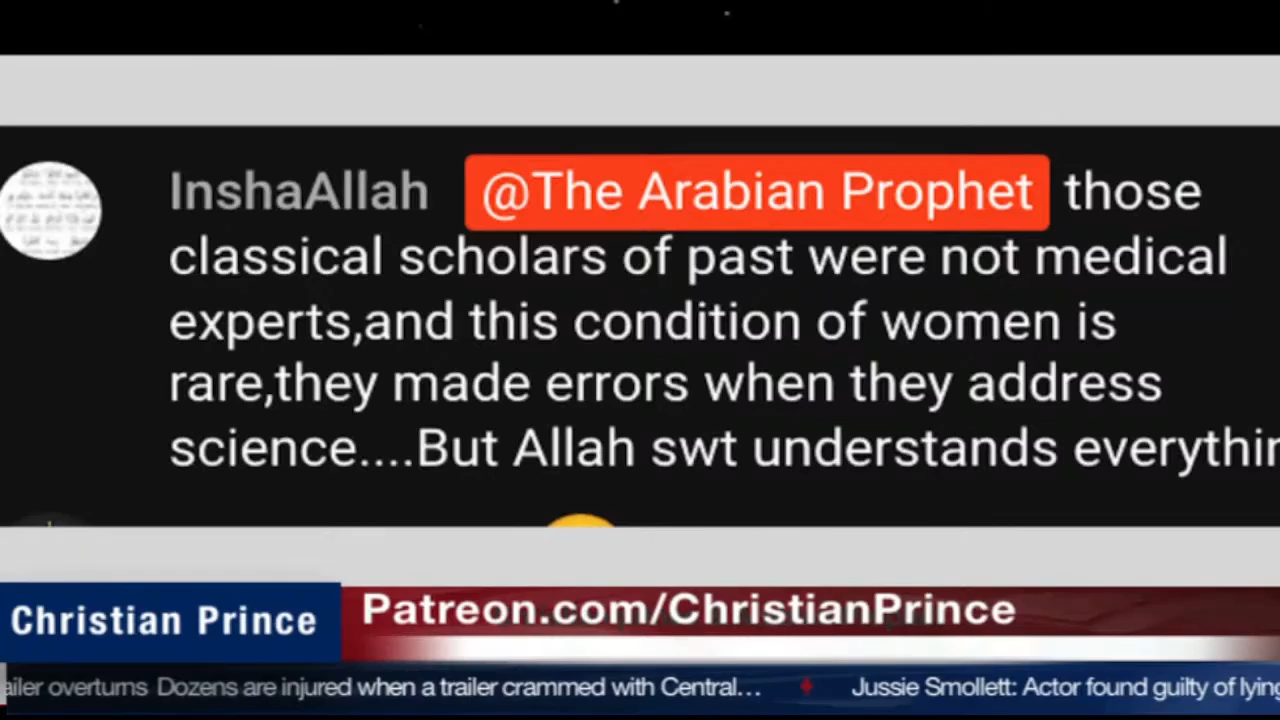 InshaAllah @The Arabian Prophet those
classical scholars of past were not medical
experts,and this condition of women is
rare,they made errors when they address
science....But Allah swt understands
Christian Prince
Patreon.com/ChristianPrince
overturns Dozens are injured when a trailer crammed with Central... Jussie Smollett: Actor found guilty of lying